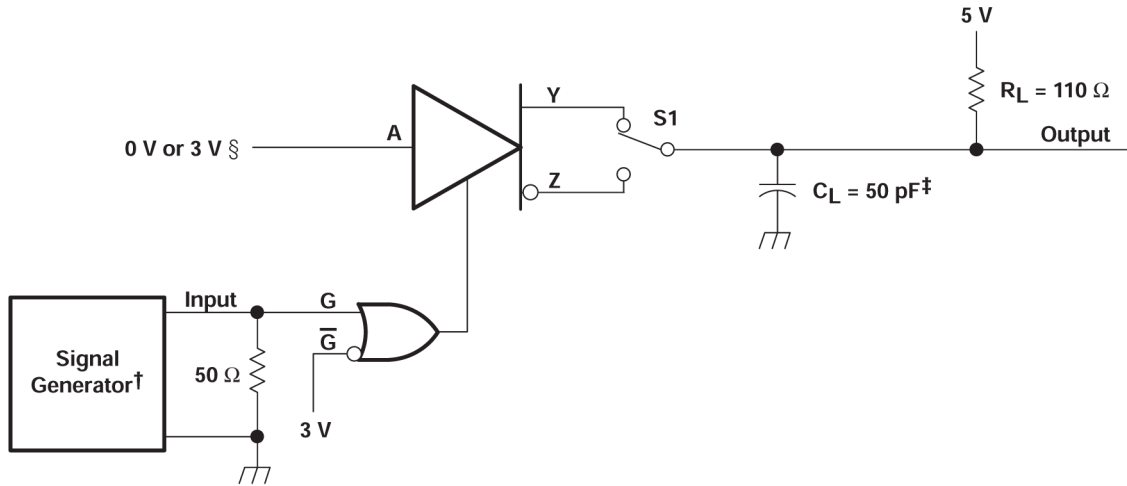 5 V
R_L = 110 Ω
Output
Y
S1
A
0 V or 3 V §
Z
C_L = 50 pF‡
Input
G
G̅
Signal
Generator†
50 Ω
3 V